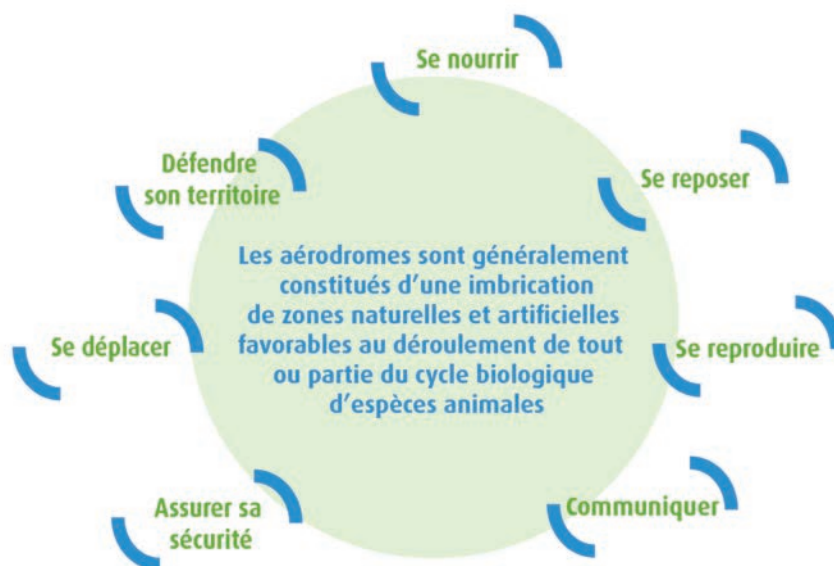 Se nourrir
Se reposer
Se reproduire
Communiquer
Assurer sa
sécurité
Se déplacer
Défendre
son territoire
Les aérodromes sont généralement
constitués d’une imbrication
de zones naturelles et artificielles
favorables au déroulement de tout
ou partie du cycle biologique
d’espèces animales